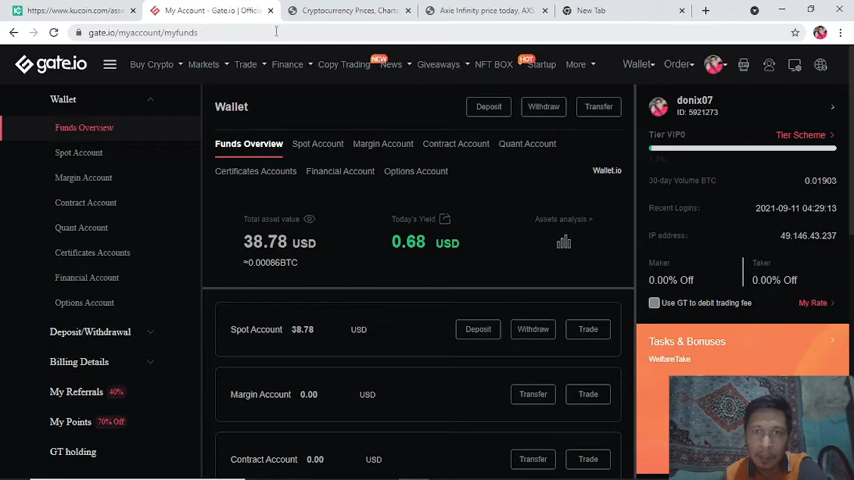 https://www.kucoin.com/asse
My Account - Gate.io | Offici
Cryptocurrency Prices, Chart
Axie Infinity price today, AXS
New Tab
gate.io/myaccount/myfunds
gate.io
Buy Crypto
Markets
Trade
Finance
Copy Trading
NEW
News
Giveaways
NFT BOX
HOT
Startup
More
Wallet
Order
Wallet
Funds Overview
Spot Account
Margin Account
Contract Account
Quant Account
Certificates Account
Financial Account
Options Account
Deposit/Withdrawal
Billing Details
My Referrals 40%
My Points 70% Off
GT holding
Wallet
Deposit
Withdraw
Transfer
Funds Overview
Spot Account
Margin Account
Contract Account
Quant Account
Certificates Accounts
Financial Account
Options Account
Wallet.io
Total asset value
38.78 USD
≈0.00086BTC
Today's Yield
0.68 USD
Assets analysis >
Spot Account 38.78 USD
Deposit
Withdraw
Trade
Margin Account 0.00 USD
Transfer
Trade
Contract Account 0.00 USD
Transfer
Trade
donix07
ID: 5921273
Tier VIP0
Tier Scheme >
1.3%
30-day Volume BTC 0.01903
Recent Logins: 2021-09-11 04:29:13
IP address: 49.146.43.237
Maker
0.00% Off
Taker
0.00% Off
Use GT to debit trading fee
My Rate >
Tasks & Bonuses
WelfareTake